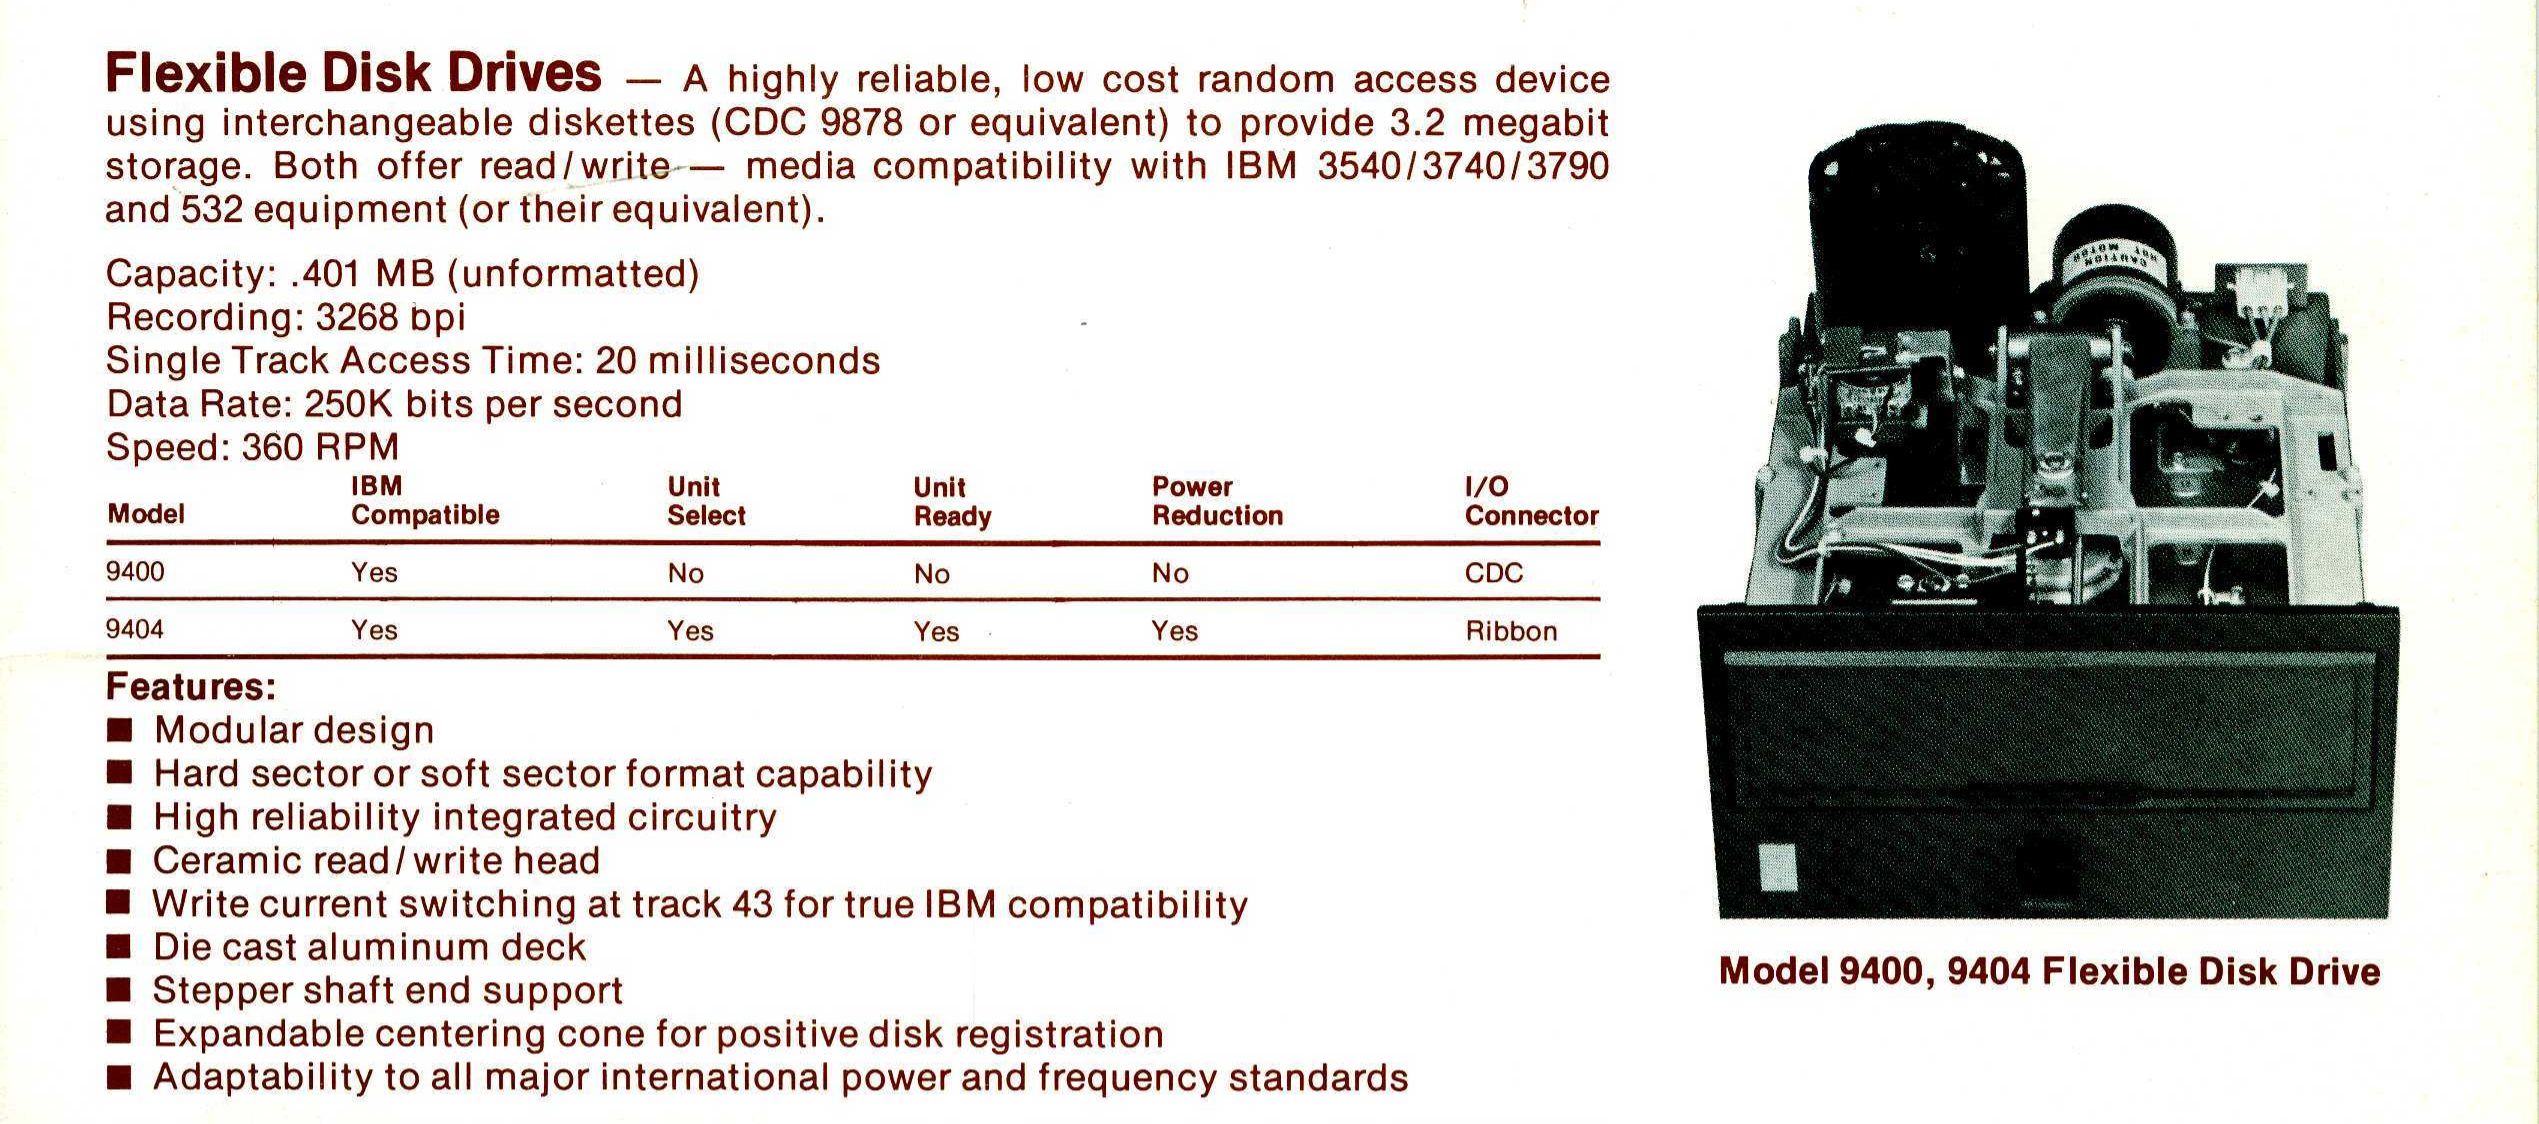 Flexible Disk Drives — A highly reliable, low cost random access device
using interchangeable diskettes (CDC 9878 or equivalent) to provide 3.2 megabit
storage. Both offer read/write — media compatibility with IBM 3540/3740/3790
and 532 equipment (or their equivalent).
Capacity: .401 MB (unformatted)
Recording: 3268 bpi
Single Track Access Time: 20 milliseconds
Data Rate: 250K bits per second
Speed: 360 RPM
Model IBM Compatible Unit Select Unit Ready Power Reduction I/O Connector
9400 Yes No No No CDC
9404 Yes Yes Yes Yes Ribbon
Features:
■ Modular design
■ Hard sector or soft sector format capability
■ High reliability integrated circuitry
■ Ceramic read/write head
■ Write current switching at track 43 for true IBM compatibility
■ Die cast aluminum deck
■ Stepper shaft end support
■ Expandable centering cone for positive disk registration
■ Adaptability to all major international power and frequency standards
CAUTION
HOT MOTOR
Model 9400, 9404 Flexible Disk Drive